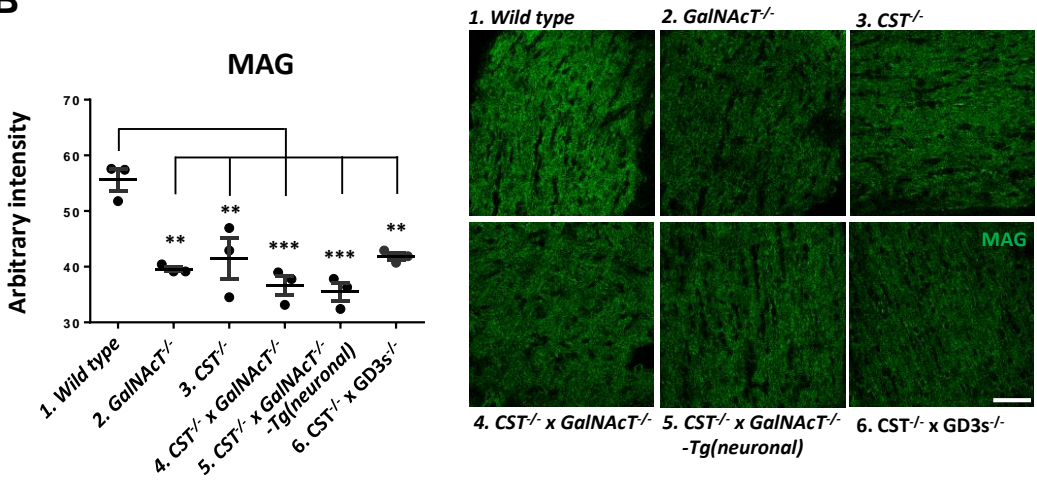 B
MAG
Arbitrary intensity
70
60
50
40
30
**
**
***
***
**
1. Wild type
2. GalNAcT-/-
3. CST-/-
4. CST-/- x GalNAcT-/-
5. CST-/- x GalNAcT-/-
-Tg(neuronal)
6. CST-/- x GD3s-/-
1. Wild type
2. GalNAcT-/-
3. CST-/-
MAG
4. CST-/- x GalNAcT-/-
5. CST-/- x GalNAcT-/-
-Tg(neuronal)
6. CST-/- x GD3s-/-